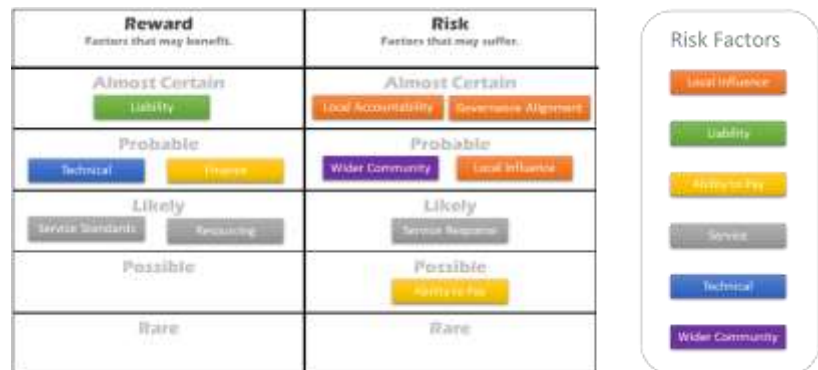 Reward
Factors that may benefit.
Risk
Factors that may suffer.
Almost Certain
Liability
Almost Certain
Local Accountability
Governance Alignment
Probable
Technical
Finance
Probable
Wider Community
Local Influence
Likely
Service Standards
Resourcing
Likely
Service Response
Possible
Possible
Ability to Pay
Rare
Rare
Risk Factors
Local Influence
Liability
Ability to Pay
Service
Technical
Wider Community